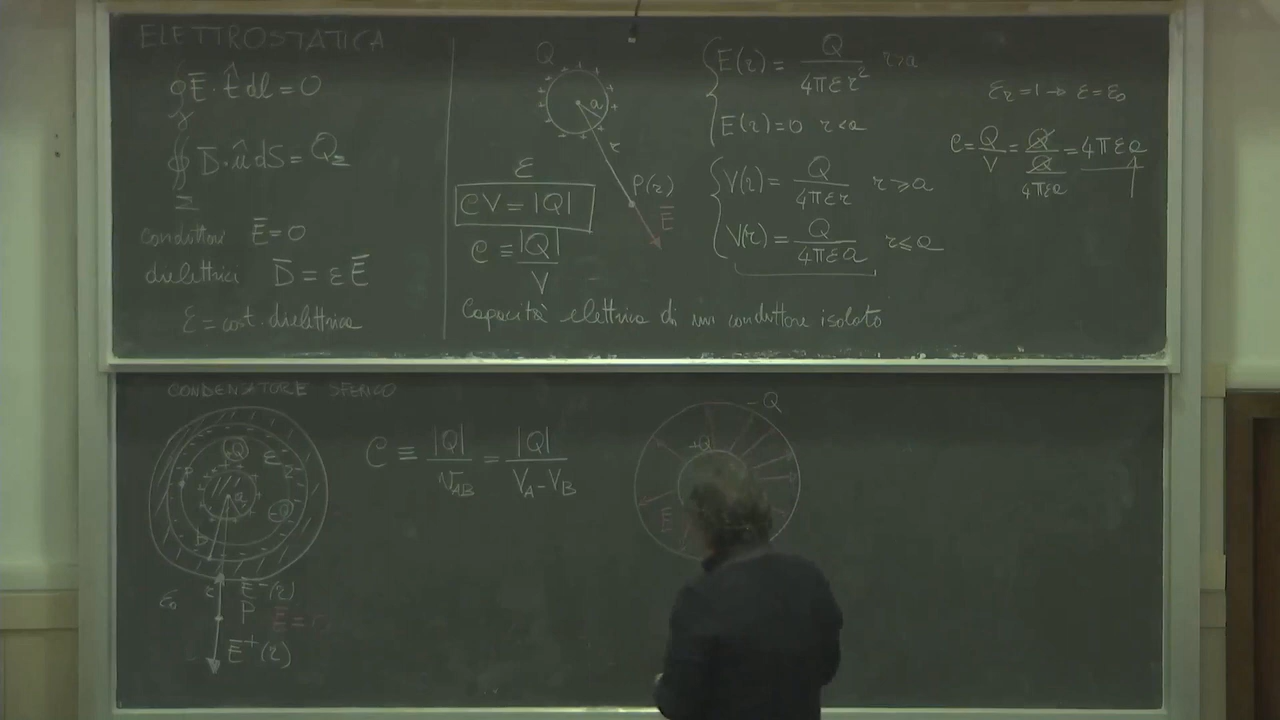 ELETTROSTATICA
∮ Ē · t̂ dl = 0
γ
∮ D̄ · n̂ dS = Q_Σ
Σ
conduttori Ē = 0
dielettrici D̄ = εĒ
ε = cost. dielettrica
Q
a
r
P(r)
Ē
ε
CV = |Q|
C ≡ |Q| / V
E(r) = Q / 4πεr² r>a
E(r) = 0 r<a
V(r) = Q / 4πεr r⩾a
V(r) = Q / 4πεa r⩽a
Capacità elettrica di un conduttore isolato
εr = 1 → ε = ε₀
C = Q/V = Q / (Q / 4πεa) = 4πεa
CONDENSATORE SFERICO
Q
ε
a
-Q
b
r
ε₀
Ē⁻(r)
P
Ē⁺(r)
C ≡ |Q| / V_AB = |Q| / (V_A - V_B)
-Q
+Q
Ē